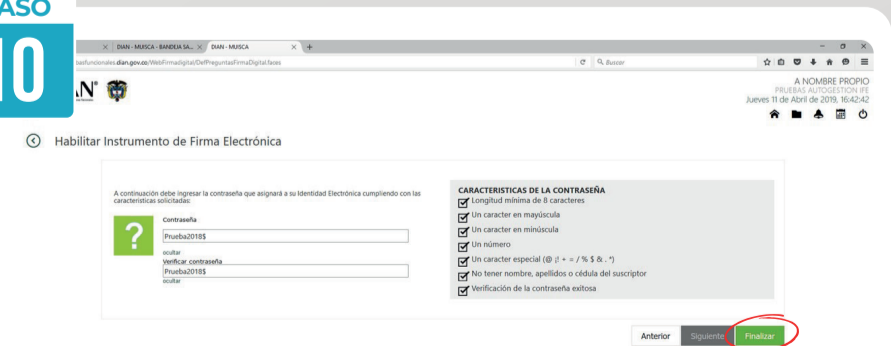 PASO
10
DIAN - MUISCA - BANDEJA SA... × DIAN - MUISCA × +
dian.gov.co/WebFirmadigital/DefPreguntasFirmaDigital.faces
Buscar
A NOMBRE PROPIO
PRUEBAS AUTOGESTION IFE
Jueves 11 de Abril de 2019, 16:42:42
Habilitar Instrumento de Firma Electrónica
A continuación debe ingresar la contraseña que asignará a su Identidad Electrónica cumpliendo con las
caracteristicas solicitadas:
?
Contraseña
Prueba2018$
ocultar
Verificar contraseña
Prueba2018$
ocultar
CARACTERISTICAS DE LA CONTRASEÑA
Longitud mínima de 8 caracteres
Un caracter en mayúscula
Un caracter en minúscula
Un número
Un caracter especial (@ ¡! + = / % $ & . *)
No tener nombre, apellidos o cédula del suscriptor
Verificación de la contraseña exitosa
Anterior
Siguiente
Finalizar